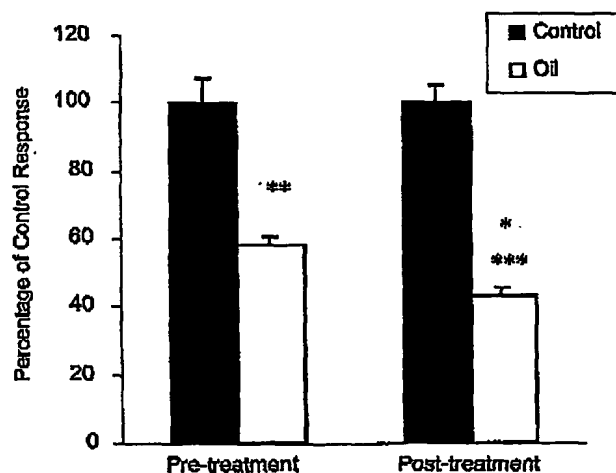 120
100
80
60
40
20
0
Percentage of Control Response
Control
Oil
**
*
***
Pre-treatment
Post-treatment